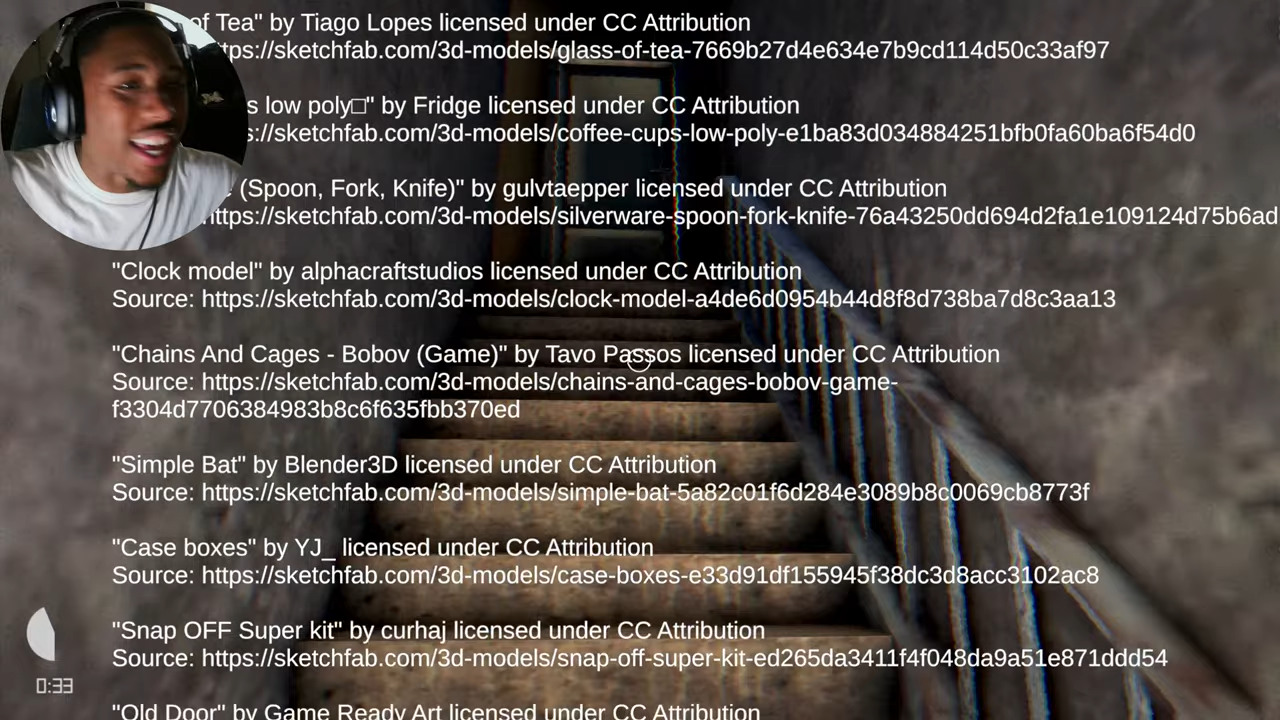 of Tea" by Tiago Lopes licensed under CC Attribution
https://sketchfab.com/3d-models/glass-of-tea-7669b27d4e634e7b9cd114d50c33af97
s low poly□" by Fridge licensed under CC Attribution
s://sketchfab.com/3d-models/coffee-cups-low-poly-e1ba83d034884251bfb0fa60ba6f54d0
(Spoon, Fork, Knife)" by gulvtaepper licensed under CC Attribution
https://sketchfab.com/3d-models/silverware-spoon-fork-knife-76a43250dd694d2fa1e109124d75b6ad
"Clock model" by alphacraftstudios licensed under CC Attribution
Source: https://sketchfab.com/3d-models/clock-model-a4de6d0954b44d8f8d738ba7d8c3aa13
"Chains And Cages - Bobov (Game)" by Tavo Passos licensed under CC Attribution
Source: https://sketchfab.com/3d-models/chains-and-cages-bobov-game-
f3304d7706384983b8c6f635fbb370ed
"Simple Bat" by Blender3D licensed under CC Attribution
Source: https://sketchfab.com/3d-models/simple-bat-5a82c01f6d284e3089b8c0069cb8773f
"Case boxes" by YJ_ licensed under CC Attribution
Source: https://sketchfab.com/3d-models/case-boxes-e33d91df155945f38dc3d8acc3102ac8
"Snap OFF Super kit" by curhaj licensed under CC Attribution
Source: https://sketchfab.com/3d-models/snap-off-super-kit-ed265da3411f4f048da9a51e871ddd54
0:33
"Old Door" by Game Ready Art licensed under CC Attribution